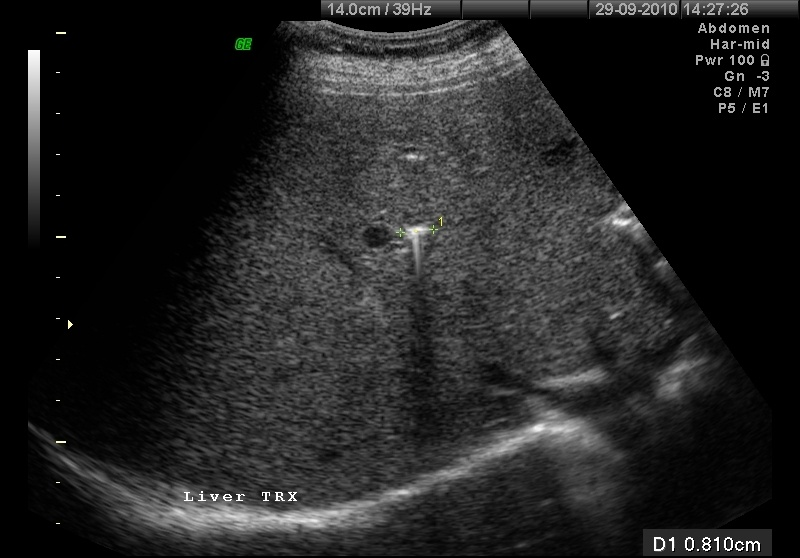 14.0cm / 39Hz
29-09-2010
14:27:26
GE
Abdomen
Har-mid
Pwr 100
Gn -3
C8 / M7
P5 / E1
1
Liver TRX
D1 0.810cm